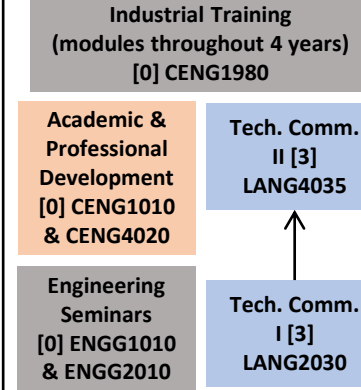 Industrial Training
(modules throughout 4 years)
[0] CENG1980
Academic &
Professional
Development
[0] CENG1010
& CENG4020
Tech. Comm.
II [3]
LANG4035
Engineering
Seminars
[0] ENGG1010
& ENGG2010
Tech. Comm.
I [3]
LANG2030